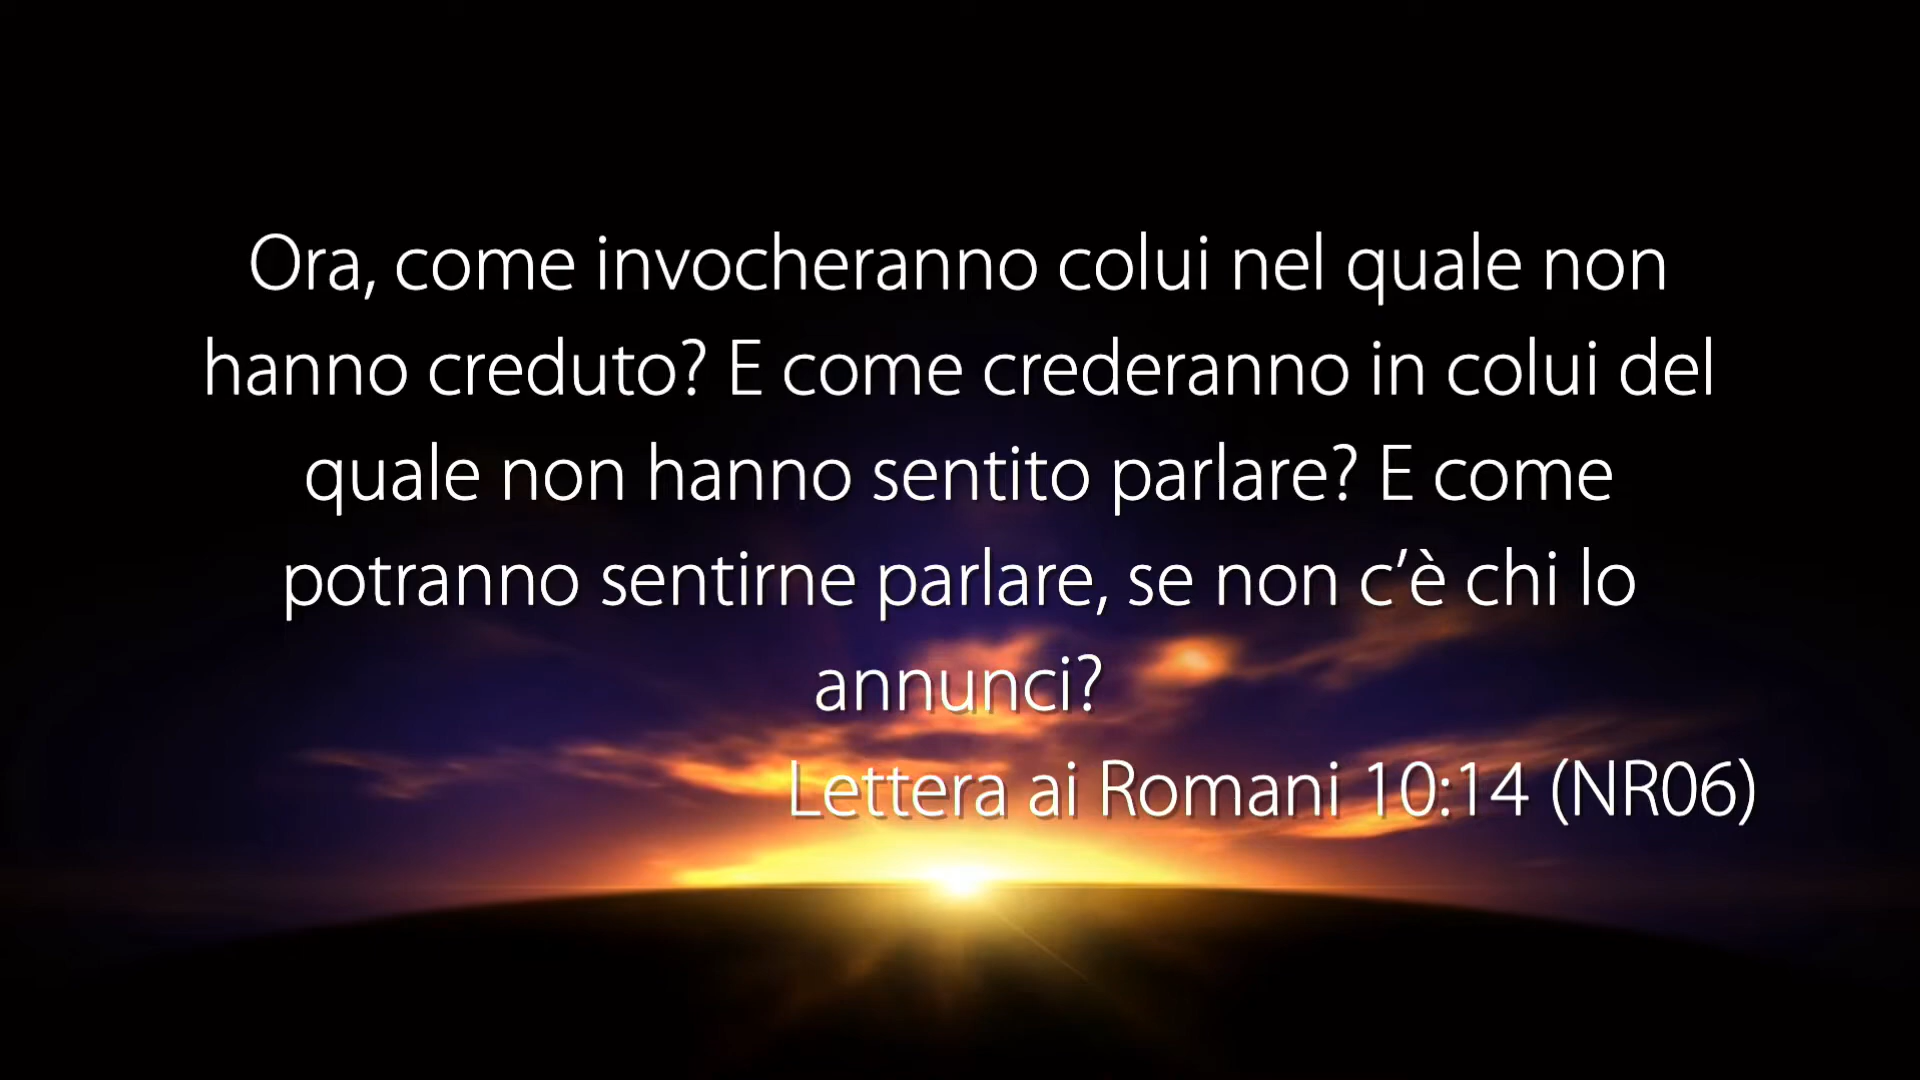 Ora, come invocheranno colui nel quale non
hanno creduto? E come crederanno in colui del
quale non hanno sentito parlare? E come
potranno sentirne parlare, se non c’è chi lo
annunci?
Lettera ai Romani 10:14 (NR06)